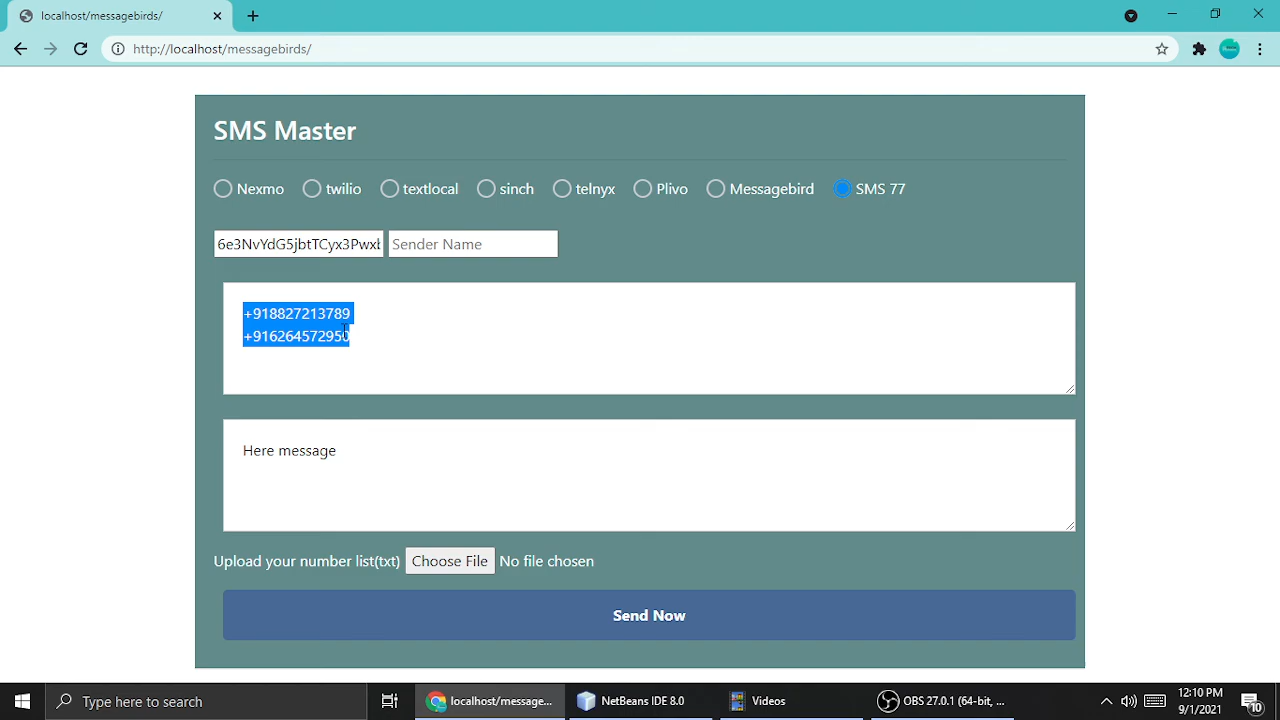 localhost/messagebirds/
http://localhost/messagebirds/
SMS Master
Nexmo twilio textlocal sinch telnyx Plivo Messagebird SMS 77
6e3NvYdG5jbtTCyx3Pwxt Sender Name
+918827213789
+916264572950
Here message
Upload your number list(txt) Choose File No file chosen
Send Now
Type here to search localhost/message... NetBeans IDE 8.0 Videos OBS 27.0.1 (64-bit, ... 12:10 PM
9/1/2021 10